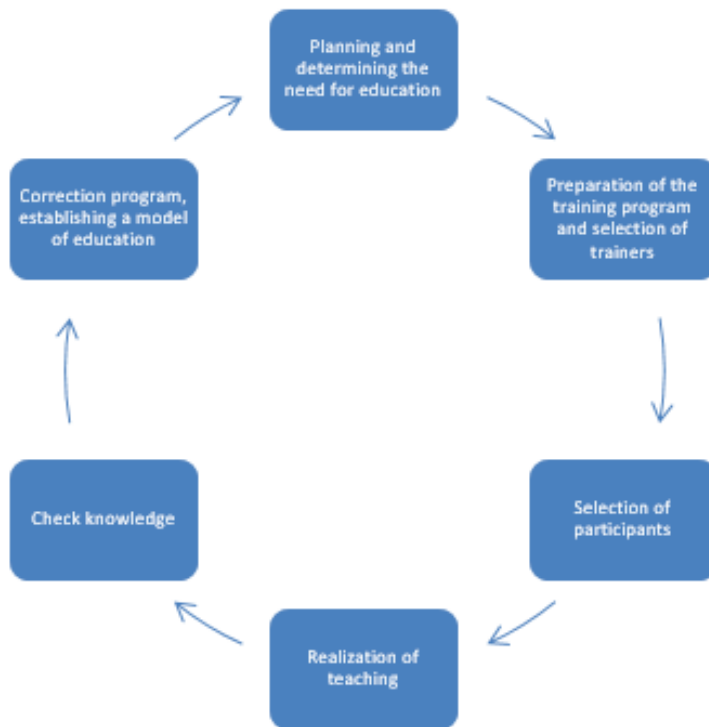 Planning and
determining the
need for education
Preparation of the
training program
and selection of
trainers
Selection of
participants
Realization of
teaching
Check knowledge
Correction program,
establishing a model
of education